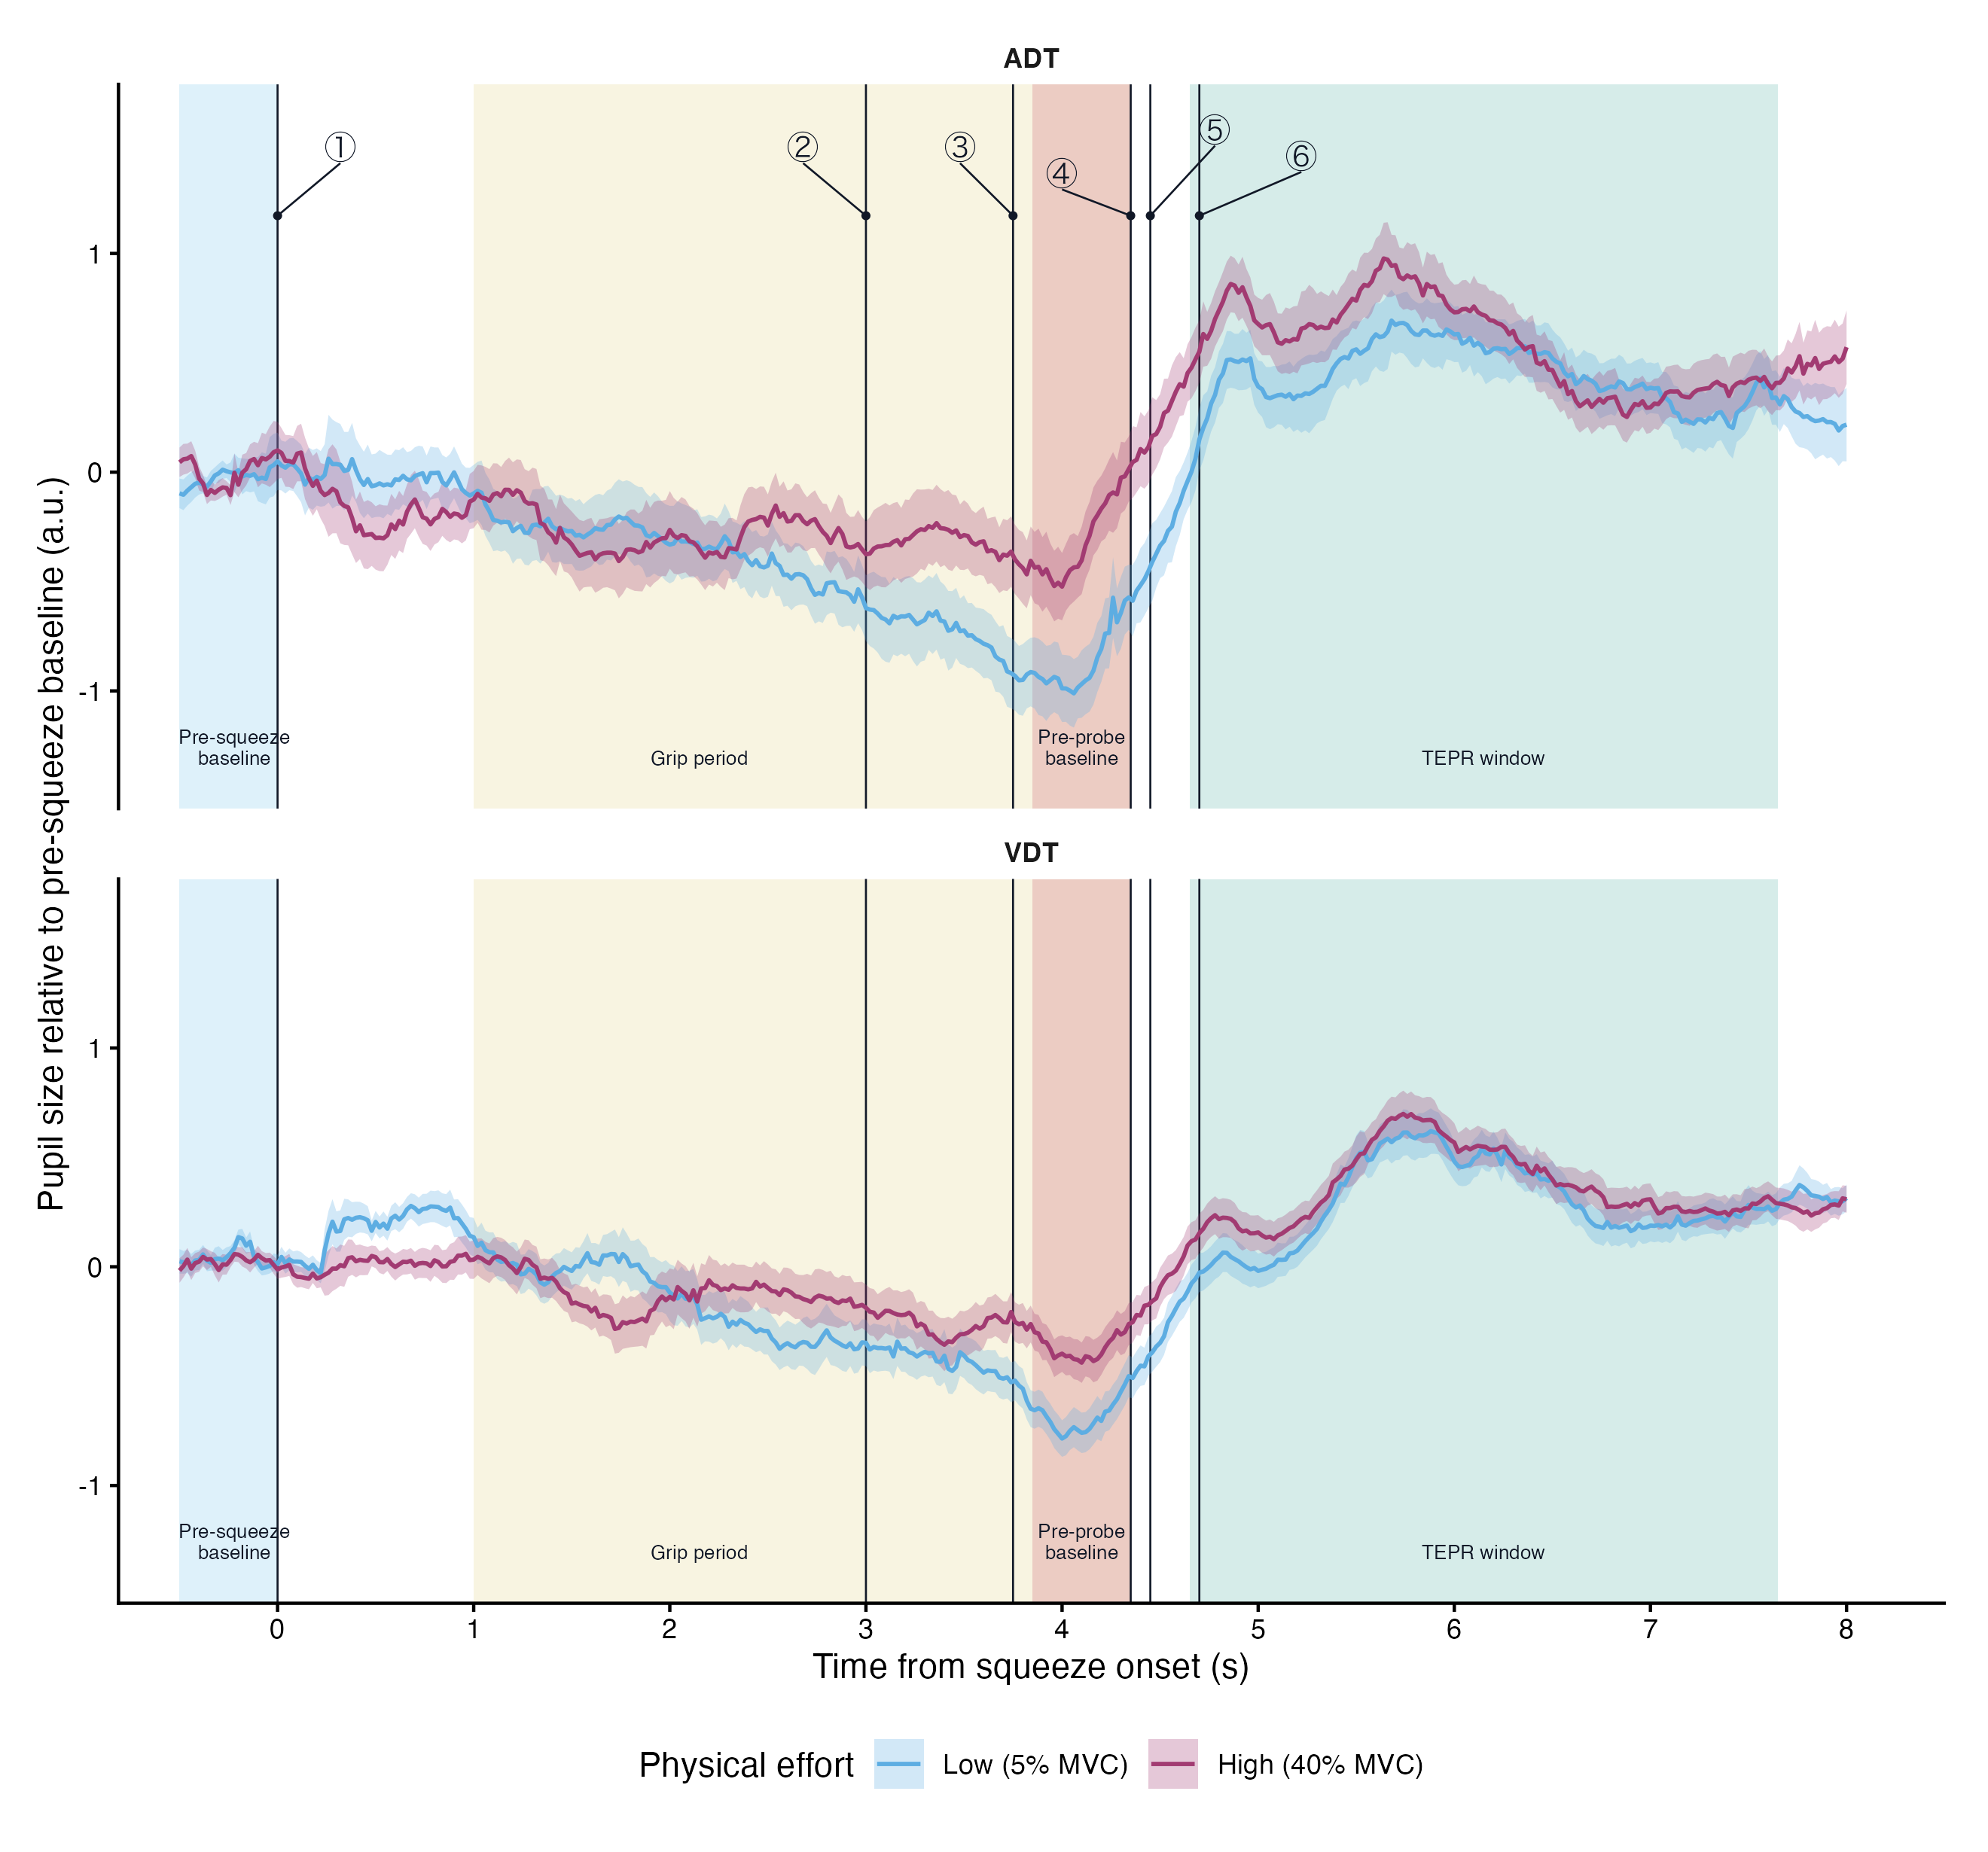 ADT
①
②
③
④
⑤
⑥
1
0
-1
Pre-squeeze
baseline
Grip period
Pre-probe
baseline
TEPR window
Pupil size relative to pre-squeeze baseline (a.u.)
VDT
1
0
-1
Pre-squeeze
baseline
Grip period
Pre-probe
baseline
TEPR window
0 1 2 3 4 5 6 7 8
Time from squeeze onset (s)
Physical effort Low (5% MVC) High (40% MVC)